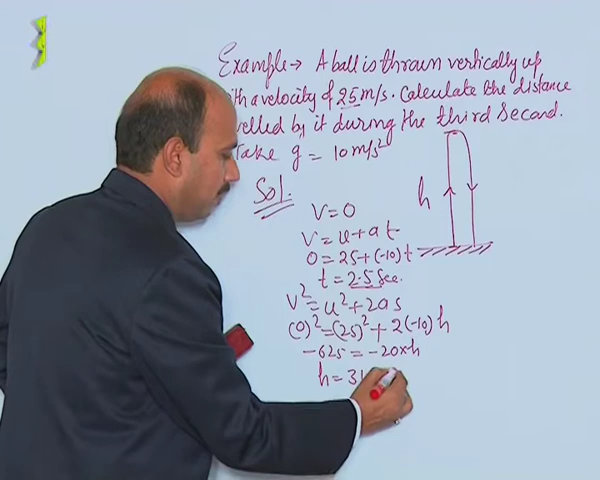 Example → A ball is thrown vertically up
with a velocity of 25 m/s. Calculate the distance
velled by it during the third second.
take g = 10 m/s²
Sol.
h
V = 0
V = u + a t
0 = 25 + (-10) t
t = 2.5 Sec.
V² = u² + 2as
(0)² = (25)² + 2(-10) h
-625 = -20 × h
h = 31